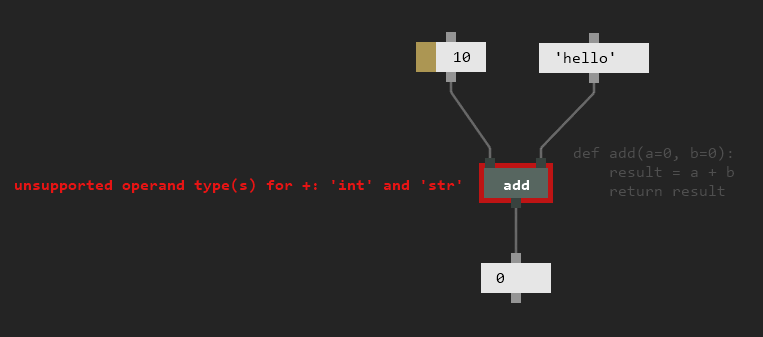 10
'hello'
def add(a=0, b=0):
    result = a + b
    return result
unsupported operand type(s) for +: 'int' and 'str'
add
0